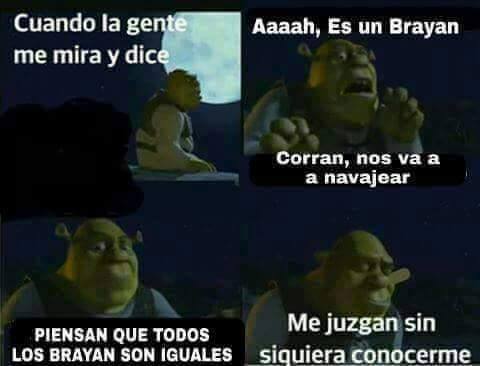 Cuando la gente
me mira y dice
Aaaah, Es un Brayan
Corran, nos va a
a navajear
PIENSAN QUE TODOS
LOS BRAYAN SON IGUALES
Me juzgan sin
siquiera conocerme